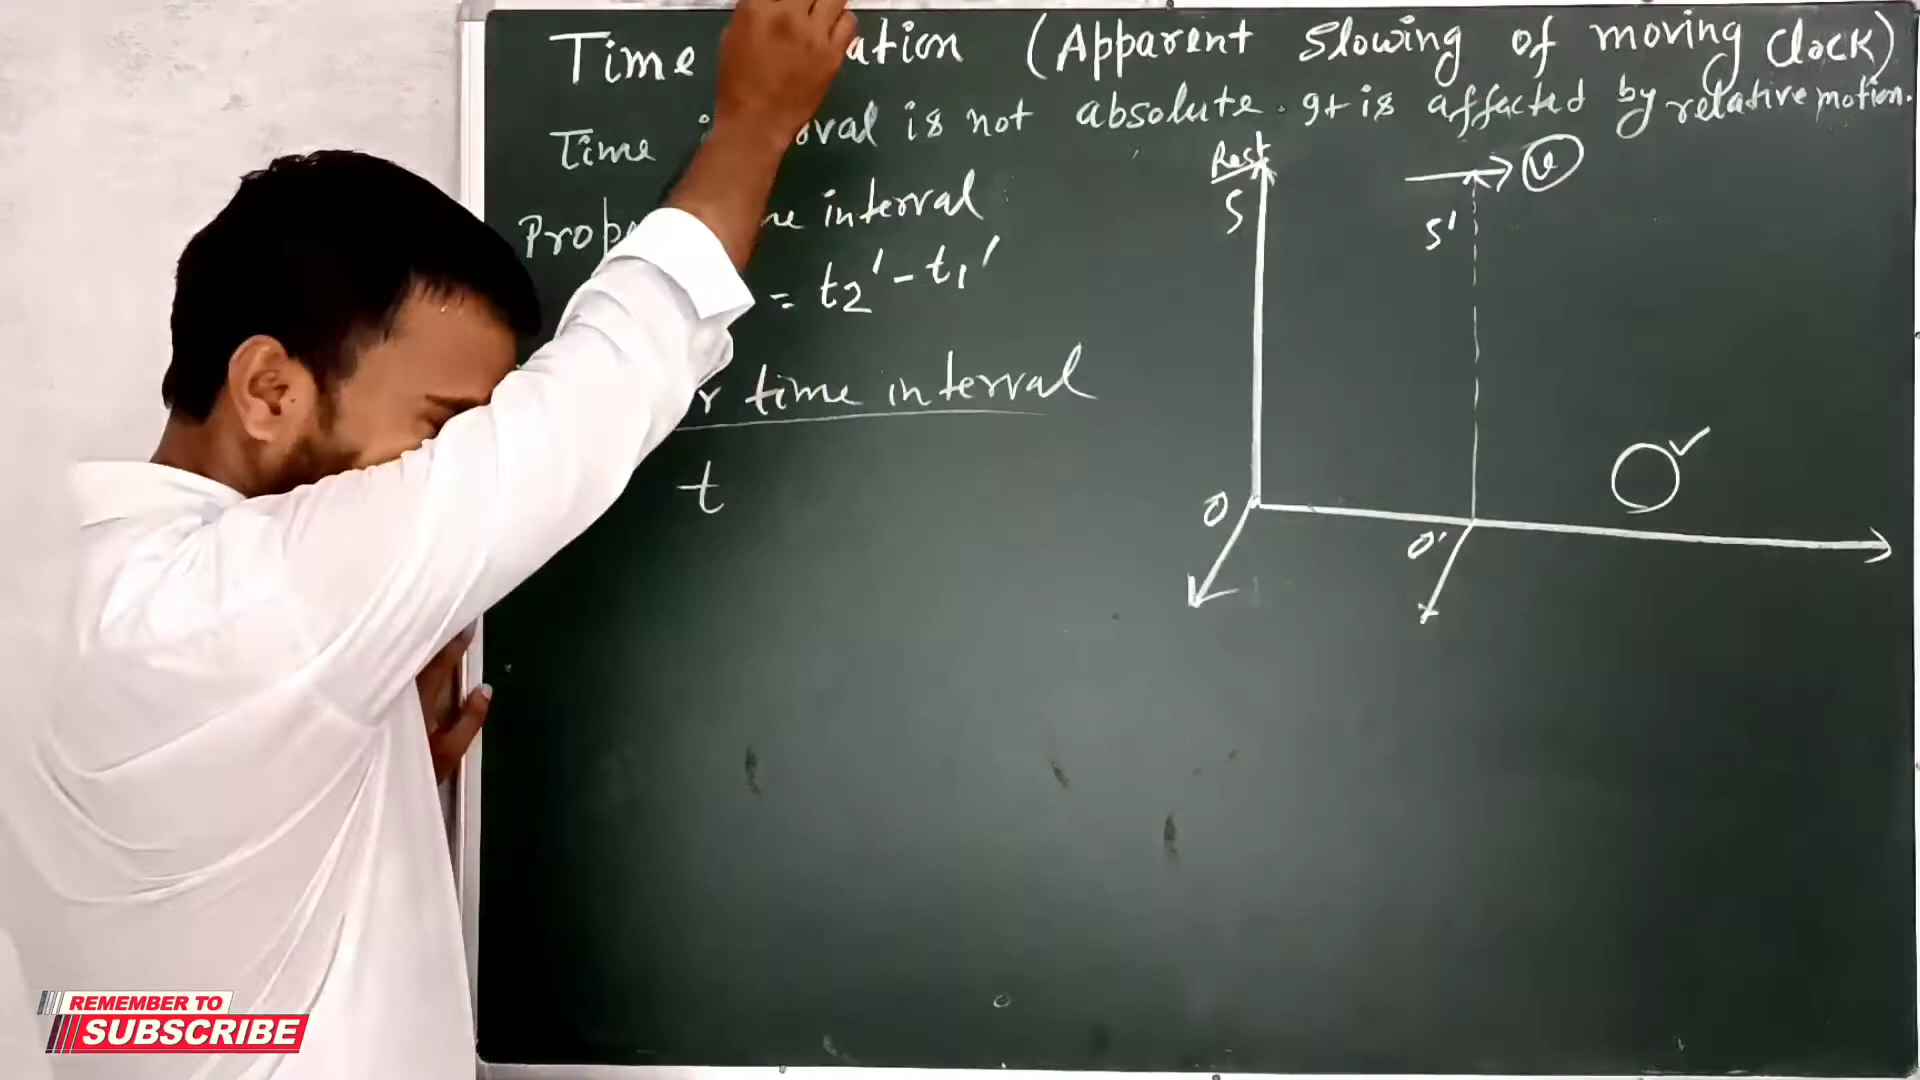 Time ation (Apparent Slowing of moving Clock)
Time oval is not absolute. It is affected by relative motion.
Prop interval
= t2' - t1'
r time interval
t
Rest
S
S'
v
O
O'
REMEMBER TO
SUBSCRIBE